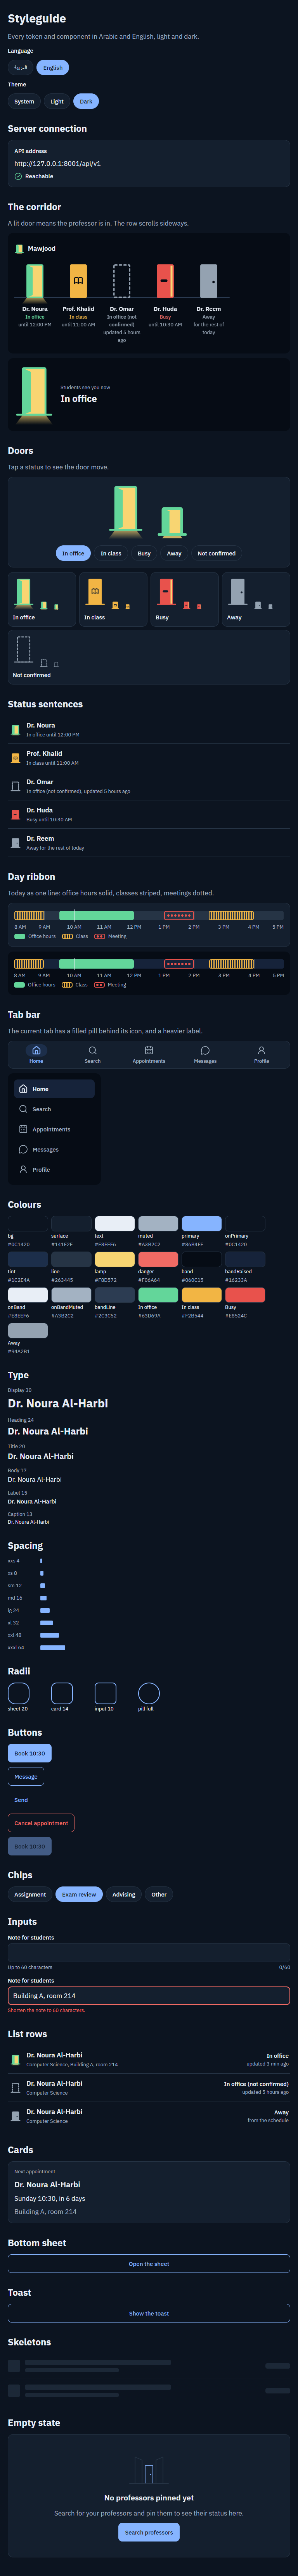 Styleguide
Every token and component in Arabic and English, light and dark.
Language
العربية
English
Theme
System
Light
Dark
Server connection
API address
http://127.0.0.1:8001/api/v1
Reachable
The corridor
A lit door means the professor is in. The row scrolls sideways.
Mawjood
Dr. Noura
In office
until 12:00 PM
Prof. Khalid
In class
until 11:00 AM
Dr. Omar
In office (not
confirmed)
updated 5 hours
ago
Dr. Huda
Busy
until 10:30 AM
Dr. Reem
Away
for the rest of
today
Students see you now
In office
Doors
Tap a status to see the door move.
In office
In class
Busy
Away
Not confirmed
In office
In class
Busy
Away
Not confirmed
Status sentences
Dr. Noura
In office until 12:00 PM
Prof. Khalid
In class until 11:00 AM
Dr. Omar
In office (not confirmed), updated 5 hours ago
Dr. Huda
Busy until 10:30 AM
Dr. Reem
Away for the rest of today
Day ribbon
Today as one line: office hours solid, classes striped, meetings dotted.
8 AM 9 AM 10 AM 11 AM 12 PM 1 PM 2 PM 3 PM 4 PM 5 PM
Office hours Class Meeting
8 AM 9 AM 10 AM 11 AM 12 PM 1 PM 2 PM 3 PM 4 PM 5 PM
Office hours Class Meeting
Tab bar
The current tab has a filled pill behind its icon, and a heavier label.
Home Search Appointments Messages Profile
Home
Search
Appointments
Messages
Profile
Colours
bg surface text muted primary onPrimary
#0C1420 #141F2E #E8EEF6 #A3B2C2 #86B4FF #0C1420
tint line lamp danger band bandRaised
#1C2E4A #263445 #F8D572 #F06A64 #060C15 #16233A
onBand onBandMuted bandLine In office In class Busy
#E8EEF6 #A3B2C2 #2C3C52 #63D69A #F2B544 #E8524C
Away
#94A2B1
Type
Display 30
Dr. Noura Al-Harbi
Heading 24
Dr. Noura Al-Harbi
Title 20
Dr. Noura Al-Harbi
Body 17
Dr. Noura Al-Harbi
Label 15
Dr. Noura Al-Harbi
Caption 13
Dr. Noura Al-Harbi
Spacing
xxs 4
xs 8
sm 12
md 16
lg 24
xl 32
xxl 48
xxxl 64
Radii
sheet 20 card 14 input 10 pill full
Buttons
Book 10:30
Message
Send
Cancel appointment
Book 10:30
Chips
Assignment
Exam review
Advising
Other
Inputs
Note for students
Up to 60 characters 0/60
Note for students
Building A, room 214
Shorten the note to 60 characters.
List rows
Dr. Noura Al-Harbi In office
Computer Science, Building A, room 214 updated 3 min ago
Dr. Noura Al-Harbi In office (not confirmed)
Computer Science updated 5 hours ago
Dr. Noura Al-Harbi Away
Computer Science from the schedule
Cards
Next appointment
Dr. Noura Al-Harbi
Sunday 10:30, in 6 days
Building A, room 214
Bottom sheet
Open the sheet
Toast
Show the toast
Skeletons
Empty state
No professors pinned yet
Search for your professors and pin them to see their status here.
Search professors